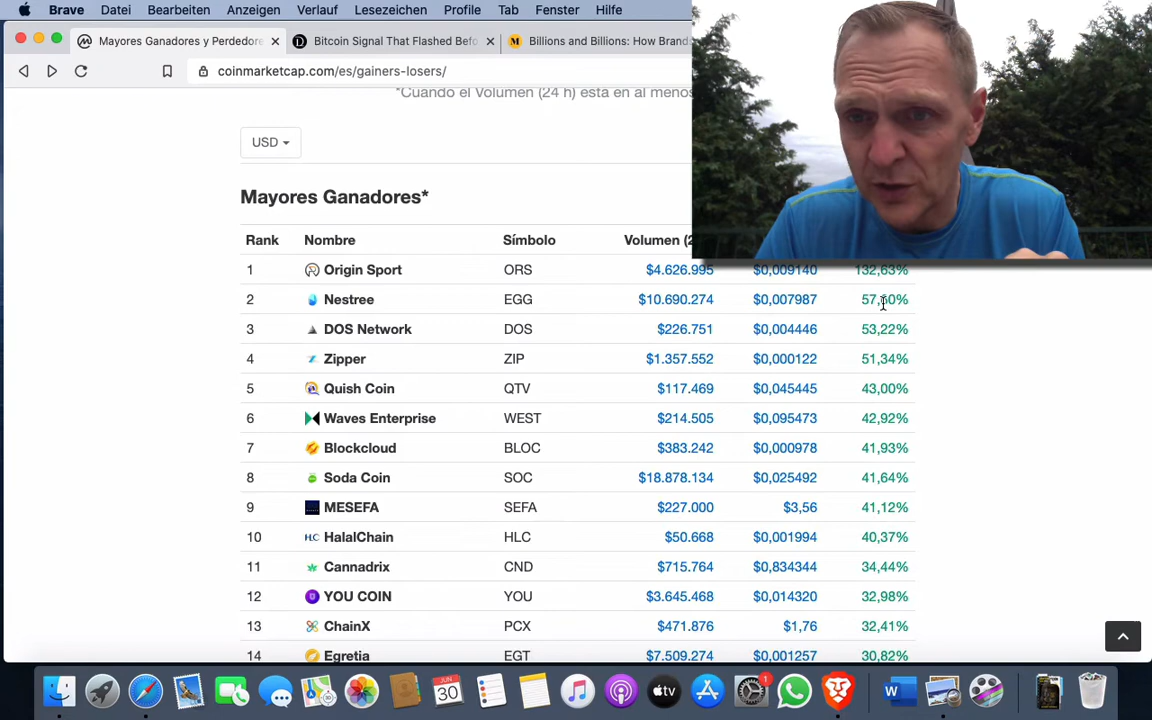 Brave Datei Bearbeiten Anzeigen Verlauf Lesezeichen Profile Tab Fenster Hilfe
Mayores Ganadores y Perdedore Bitcoin Signal That Flashed Befo Billions and Billions: How Brand
coinmarketcap.com/es/gainers-losers/
*Cuando el Volumen (24 h) está en al menos
USD
Mayores Ganadores*
Rank Nombre Símbolo Volumen (2
1 Origin Sport ORS $4.626.995 $0,009140 132,63%
2 Nestree EGG $10.690.274 $0,007987 57,60%
3 DOS Network DOS $226.751 $0,004446 53,22%
4 Zipper ZIP $1.357.552 $0,000122 51,34%
5 Quish Coin QTV $117.469 $0,045445 43,00%
6 Waves Enterprise WEST $214.505 $0,095473 42,92%
7 Blockcloud BLOC $383.242 $0,000978 41,93%
8 Soda Coin SOC $18.878.134 $0,025492 41,64%
9 MESEFA SEFA $227.000 $3,56 41,12%
10 HLC HalalChain HLC $50.668 $0,001994 40,37%
11 Cannadrix CND $715.764 $0,834344 34,44%
12 YOU COIN YOU $3.645.468 $0,014320 32,98%
13 ChainX PCX $471.876 $1,76 32,41%
14 Egretia EGT $7.509.274 $0,001257 30,82%
JUN
30
tv
1
W